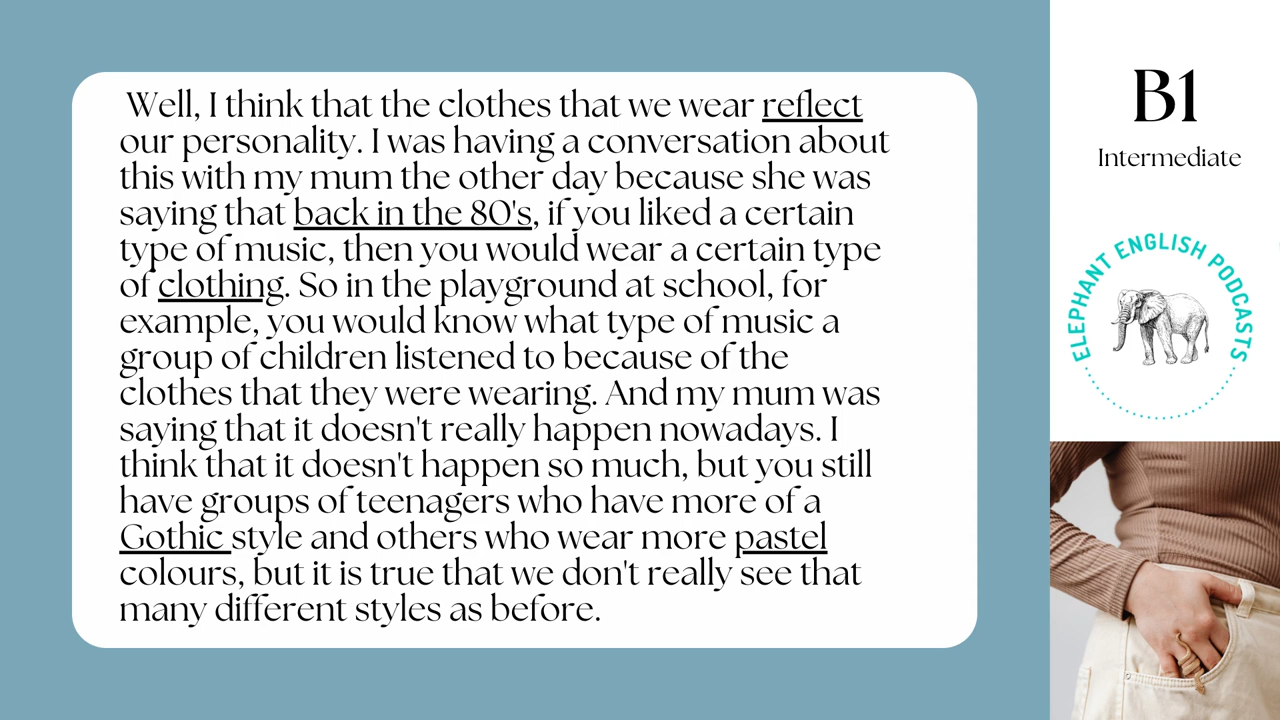 Well, I think that the clothes that we wear reflect
our personality. I was having a conversation about
this with my mum the other day because she was
saying that back in the 80's, if you liked a certain
type of music, then you would wear a certain type
of clothing. So in the playground at school, for
example, you would know what type of music a
group of children listened to because of the
clothes that they were wearing. And my mum was
saying that it doesn't really happen nowadays. I
think that it doesn't happen so much, but you still
have groups of teenagers who have more of a
Gothic style and others who wear more pastel
colours, but it is true that we don't really see that
many different styles as before.
B1
Intermediate
ELEPHANT ENGLISH PODCASTS